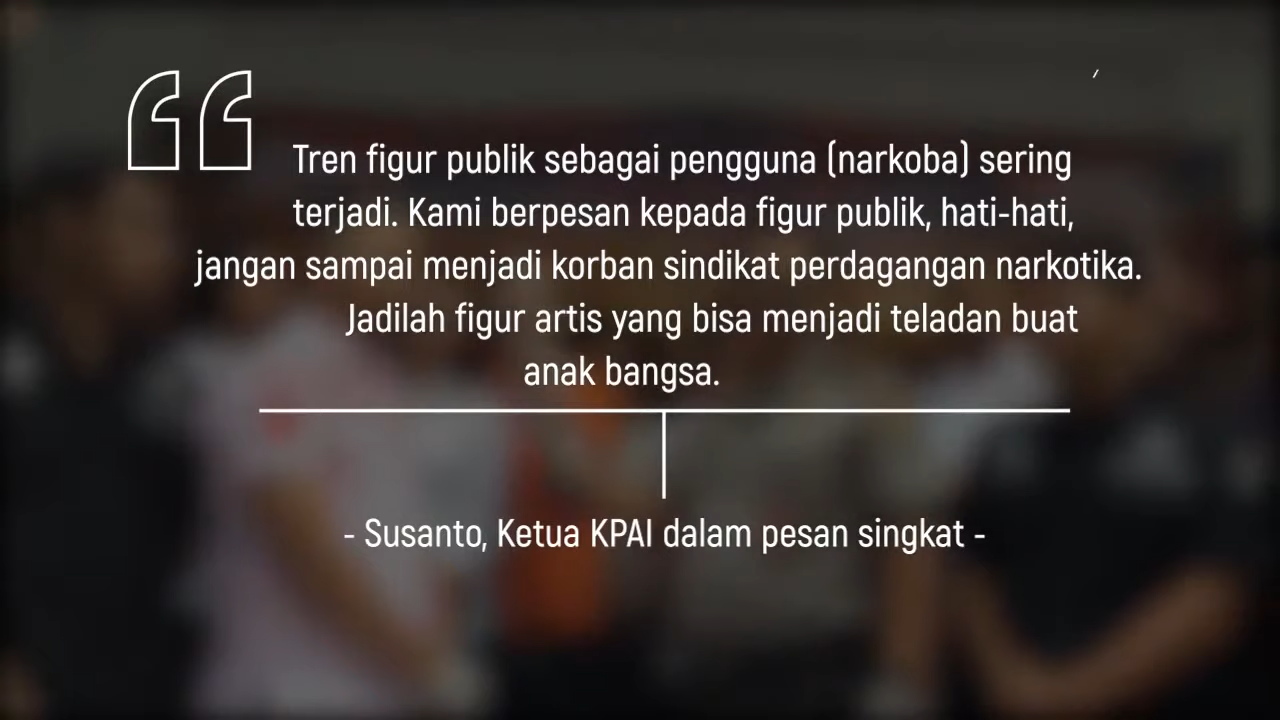 Tren figur publik sebagai pengguna (narkoba) sering
terjadi. Kami berpesan kepada figur publik, hati-hati,
jangan sampai menjadi korban sindikat perdagangan narkotika.
Jadilah figur artis yang bisa menjadi teladan buat
anak bangsa.
- Susanto, Ketua KPAI dalam pesan singkat -